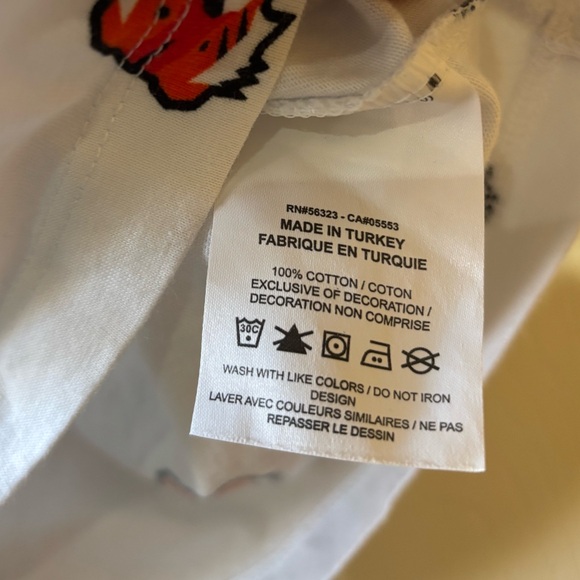 RN#56323 - CA#05553
MADE IN TURKEY
FABRIQUE EN TURQUIE
100% COTTON / COTON
EXCLUSIVE OF DECORATION /
DECORATION NON COMPRISE
30C
WASH WITH LIKE COLORS / DO NOT IRON
DESIGN
LAVER AVEC COULEURS SIMILAIRES / NE PAS
REPASSER LE DESSIN